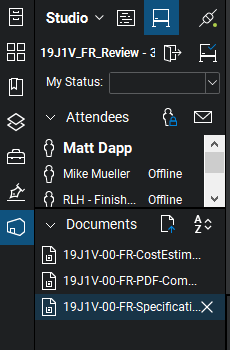 Studio
19J1V_FR_Review - 3
My Status:
Attendees
Matt Dapp
Mike Mueller Offline
RLH - Finish... Offline
Documents
19J1V-00-FR-CostEstim...
19J1V-00-FR-PDF-Com...
19J1V-00-FR-Specificati...